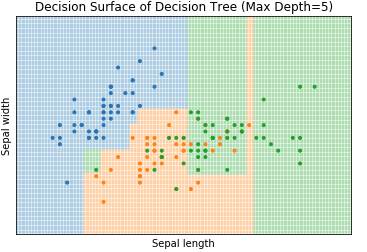 Decision Surface of Decision Tree (Max Depth=5)
Sepal width
Sepal length